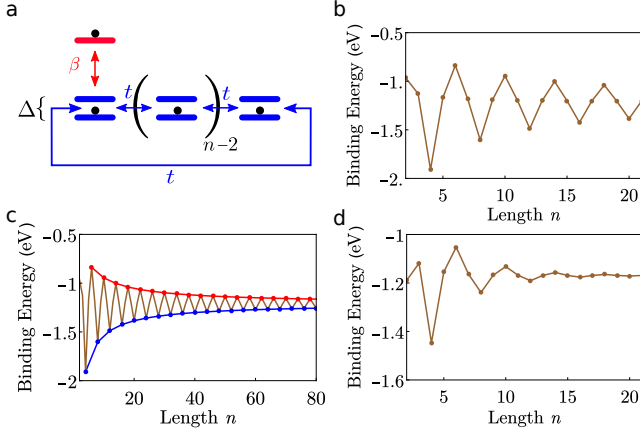 a
β
Δ{
t
(
)
t
n−2
t
b
Binding Energy (eV)
−0.5
−1.
−1.5
−2.
5
10
15
20
Length n
c
Binding Energy (eV)
−0.5
−1
−1.5
−2
20
40
60
80
Length n
d
Binding Energy (eV)
−1
−1.2
−1.4
−1.6
5
10
15
20
Length n